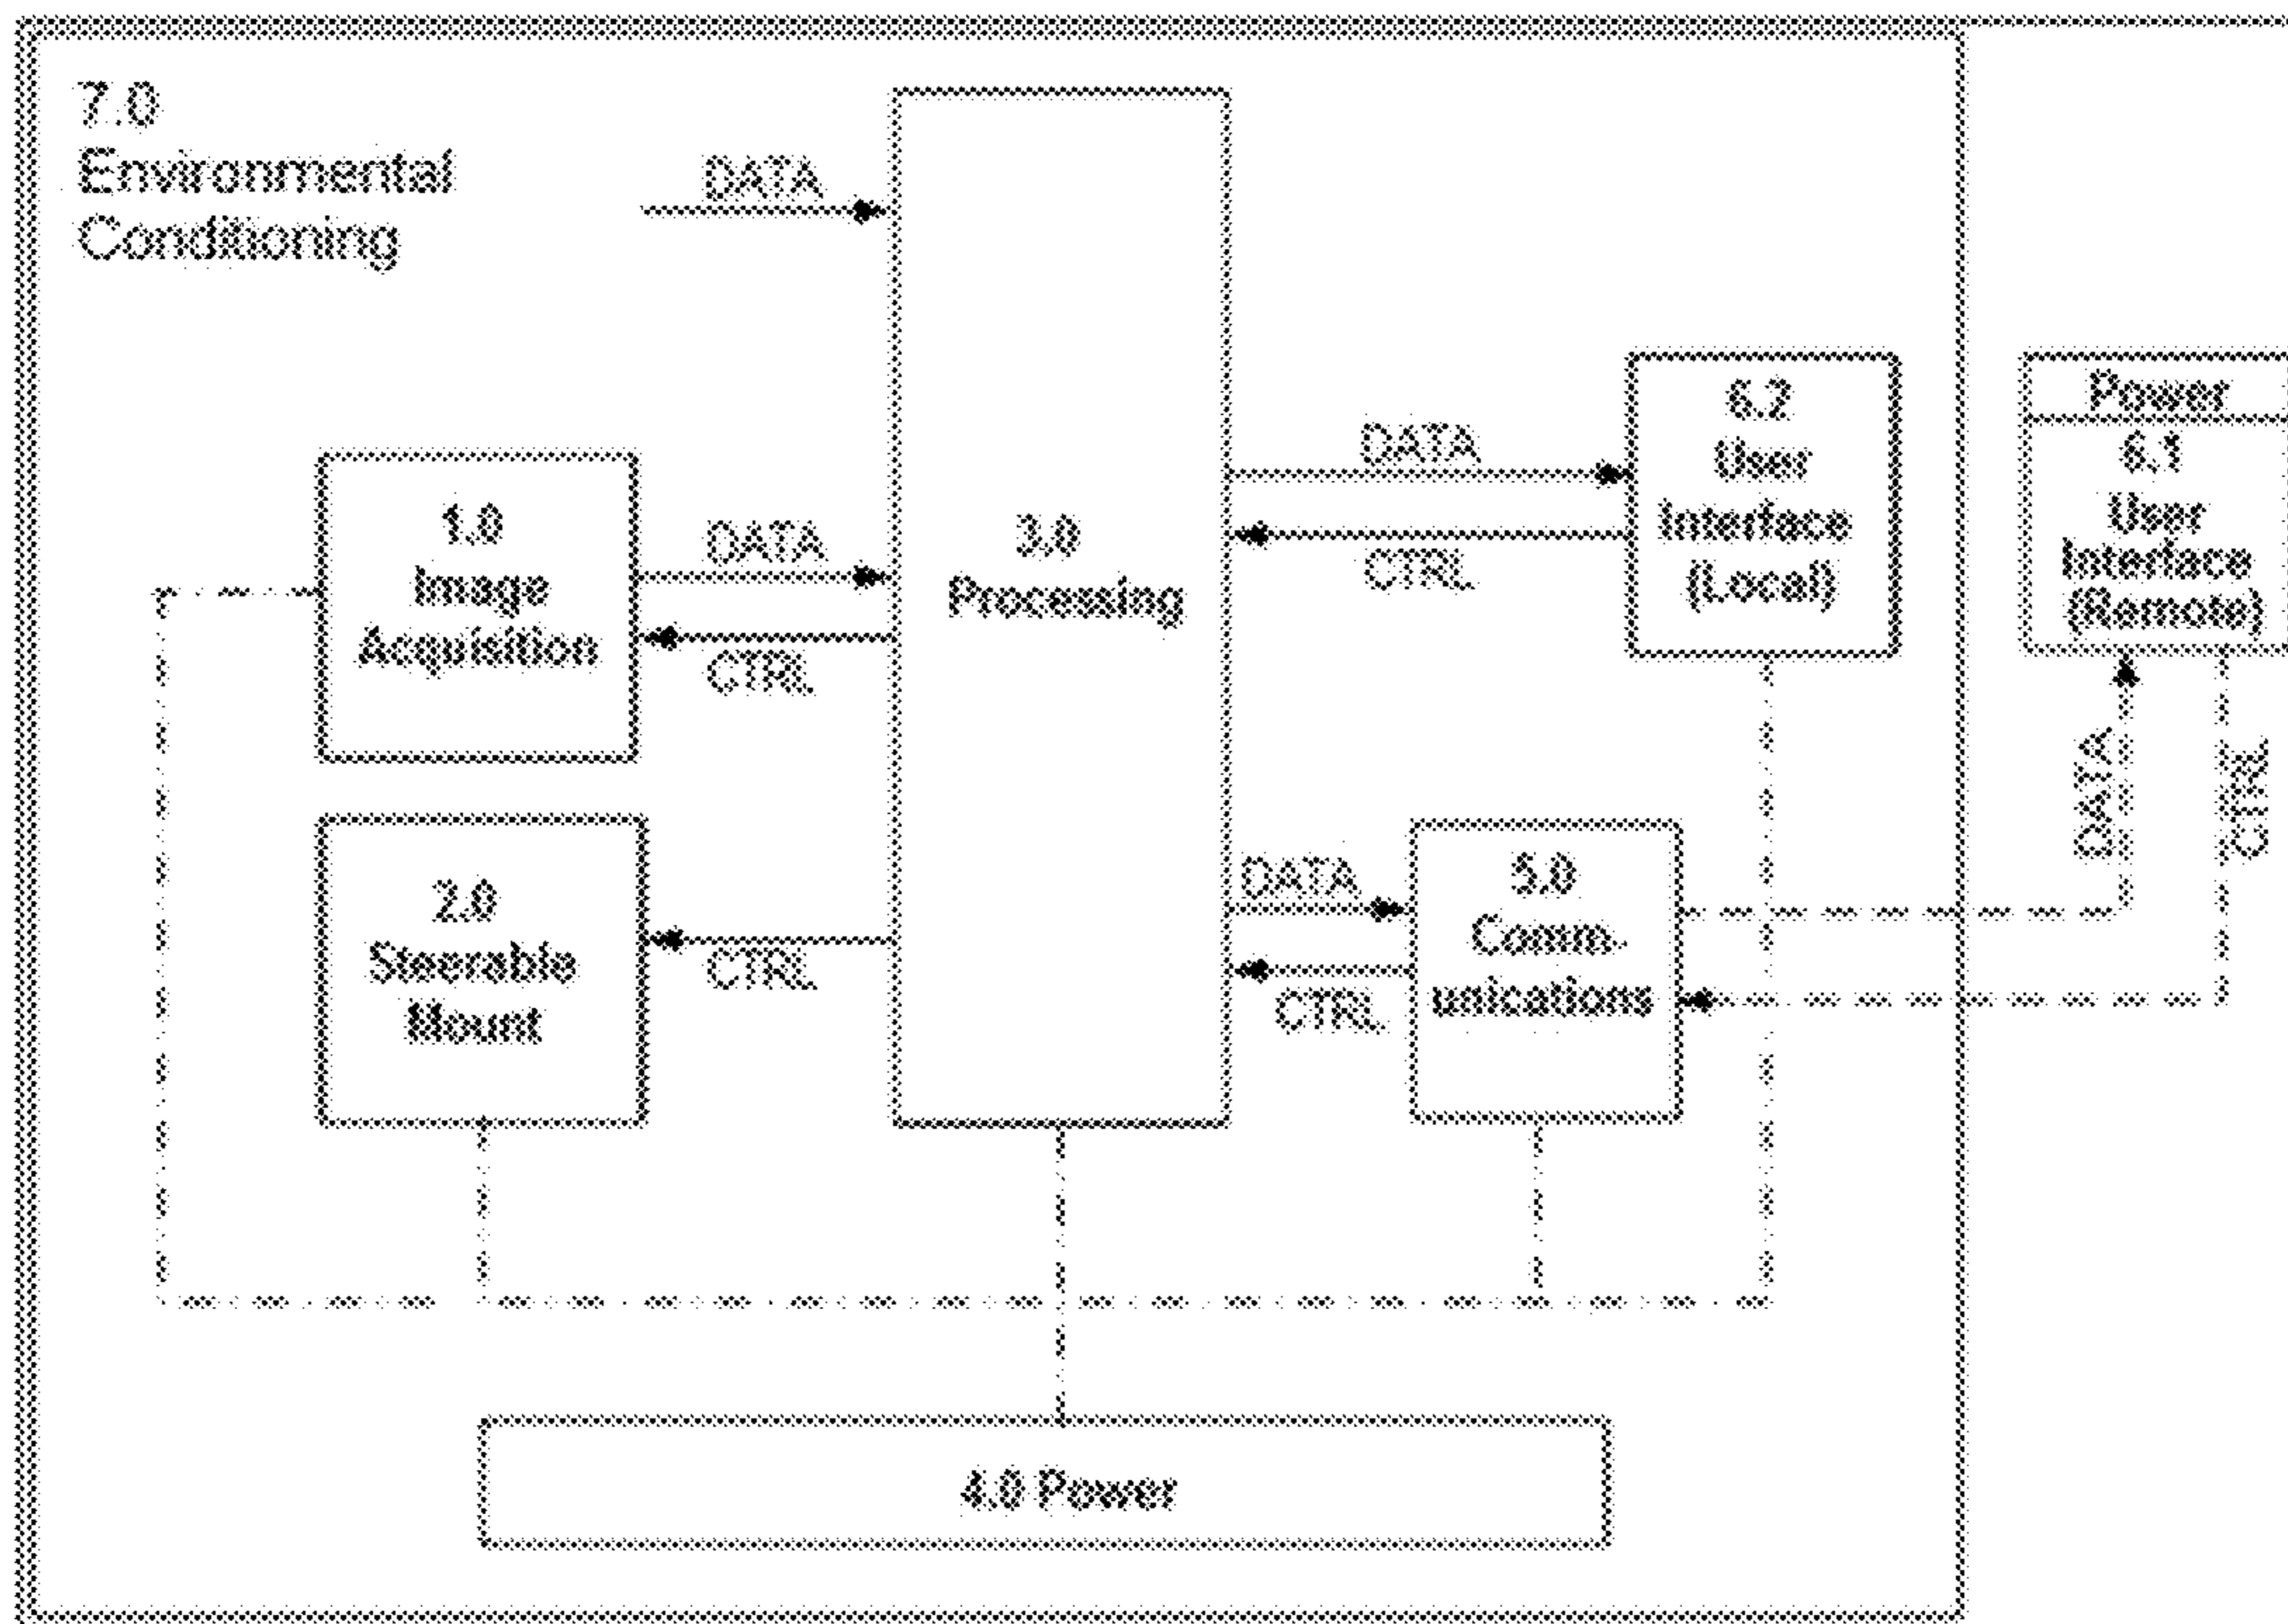 7.0
Environmental
Conditioning
DATA
1.0
Image
Acquisition
DATA
CTRL
2.0
Steerable
Mount
CTRL
3.0
Processing
DATA
CTRL
6.2
User
Interface
(Local)
DATA
CTRL
5.0
Comm.
unications
Power
6.1
User
Interface
(Remote)
DATA
CTRL
4.0 Power